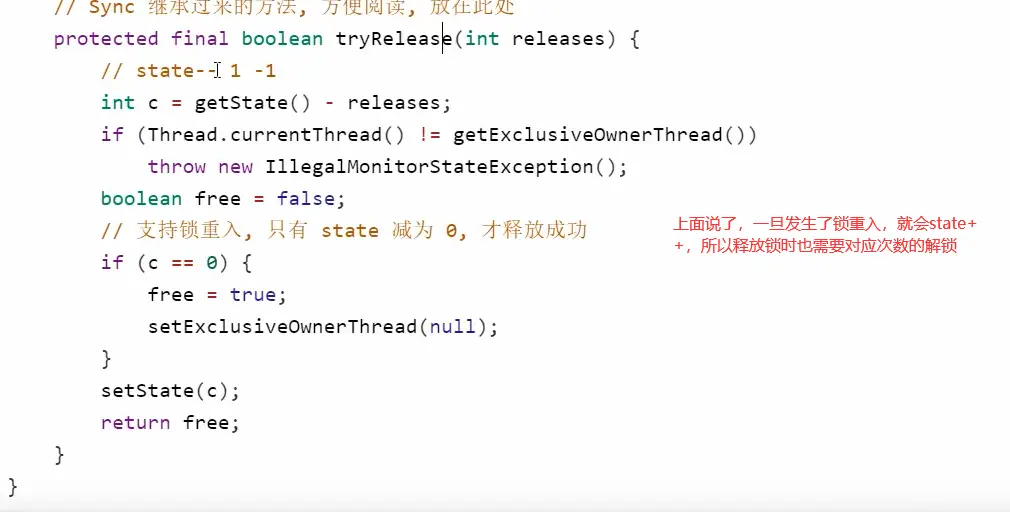 // Sync 继承过来的方法, 方便阅读, 放在此处
protected final boolean tryRelease(int releases) {
// state-- 1 -1
int c = getState() - releases;
if (Thread.currentThread() != getExclusiveOwnerThread())
throw new IllegalMonitorStateException();
boolean free = false;
// 支持锁重入, 只有 state 减为 0, 才释放成功
if (c == 0) {
free = true;
setExclusiveOwnerThread(null);
}
setState(c);
return free;
}
}
上面说了，一旦发生了锁重入，就会state+
+，所以释放锁时也需要对应次数的解锁